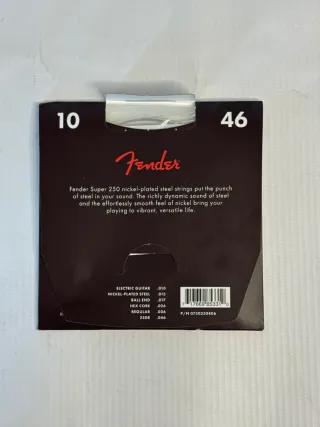 10 46
Fender
Fender Super 250 nickel-plated steel strings put the punch
of steel in your sound. The richly dynamic sound of steel
and the effortlessly smooth feel of nickel bring your
playing to vibrant, versatile life.
ELECTRIC GUITAR .010
NICKEL-PLATED STEEL .013
BALL END .017
HEX CORE .026
REGULAR .036
250R .046
P/N 0730250406